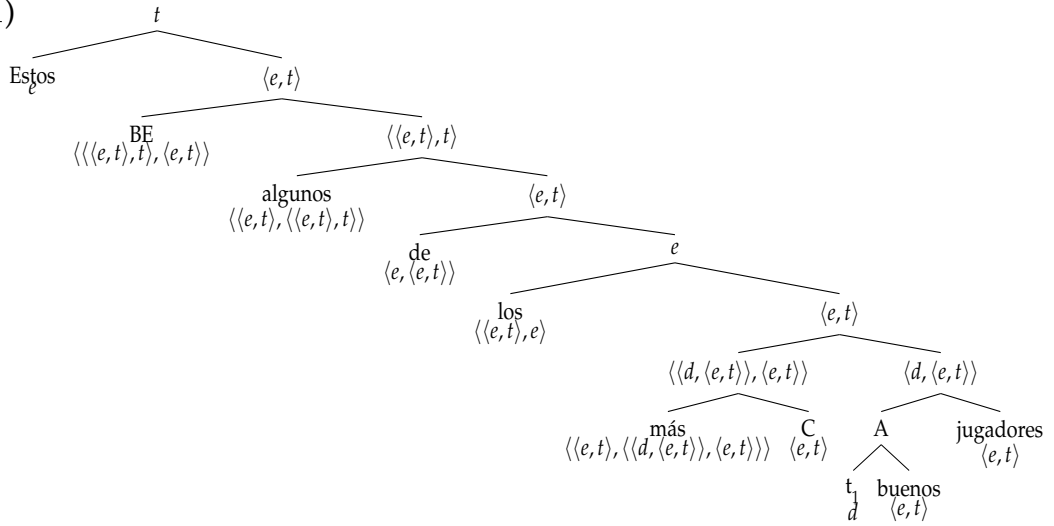 )
t
Estos
e
⟨e, t⟩
BE
⟨⟨⟨e, t⟩, t⟩, ⟨e, t⟩⟩
⟨⟨e, t⟩, t⟩
algunos
⟨⟨e, t⟩, ⟨⟨e, t⟩, t⟩⟩
⟨e, t⟩
de
⟨e, ⟨e, t⟩⟩
e
los
⟨⟨e, t⟩, e⟩
⟨e, t⟩
⟨⟨d, ⟨e, t⟩⟩, ⟨e, t⟩⟩ ⟨d, ⟨e, t⟩⟩
más C A jugadores
⟨⟨e, t⟩, ⟨⟨d, ⟨e, t⟩⟩, ⟨e, t⟩⟩⟩ ⟨e, t⟩ ⟨e, t⟩
t₁ buenos
d ⟨e, t⟩